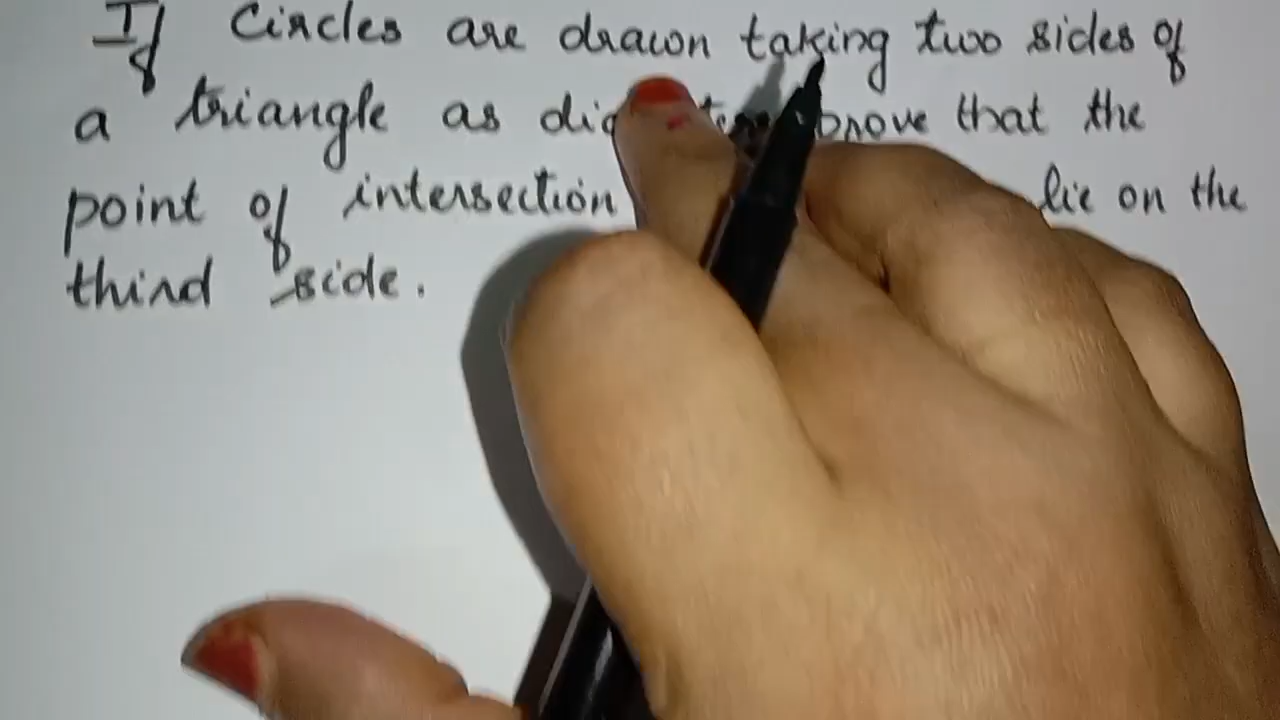 If Circles are drawn taking two sides of
a triangle as prove that the
point of intersection lie on the
third side.